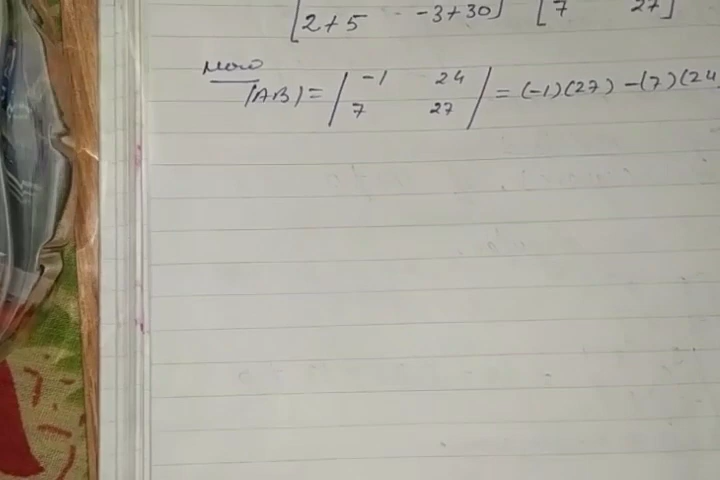 [2+5 -3+30] [7 27]
Now
|AB| = | -1 24 | = (-1)(27) - (7)(24
| 7 27 |